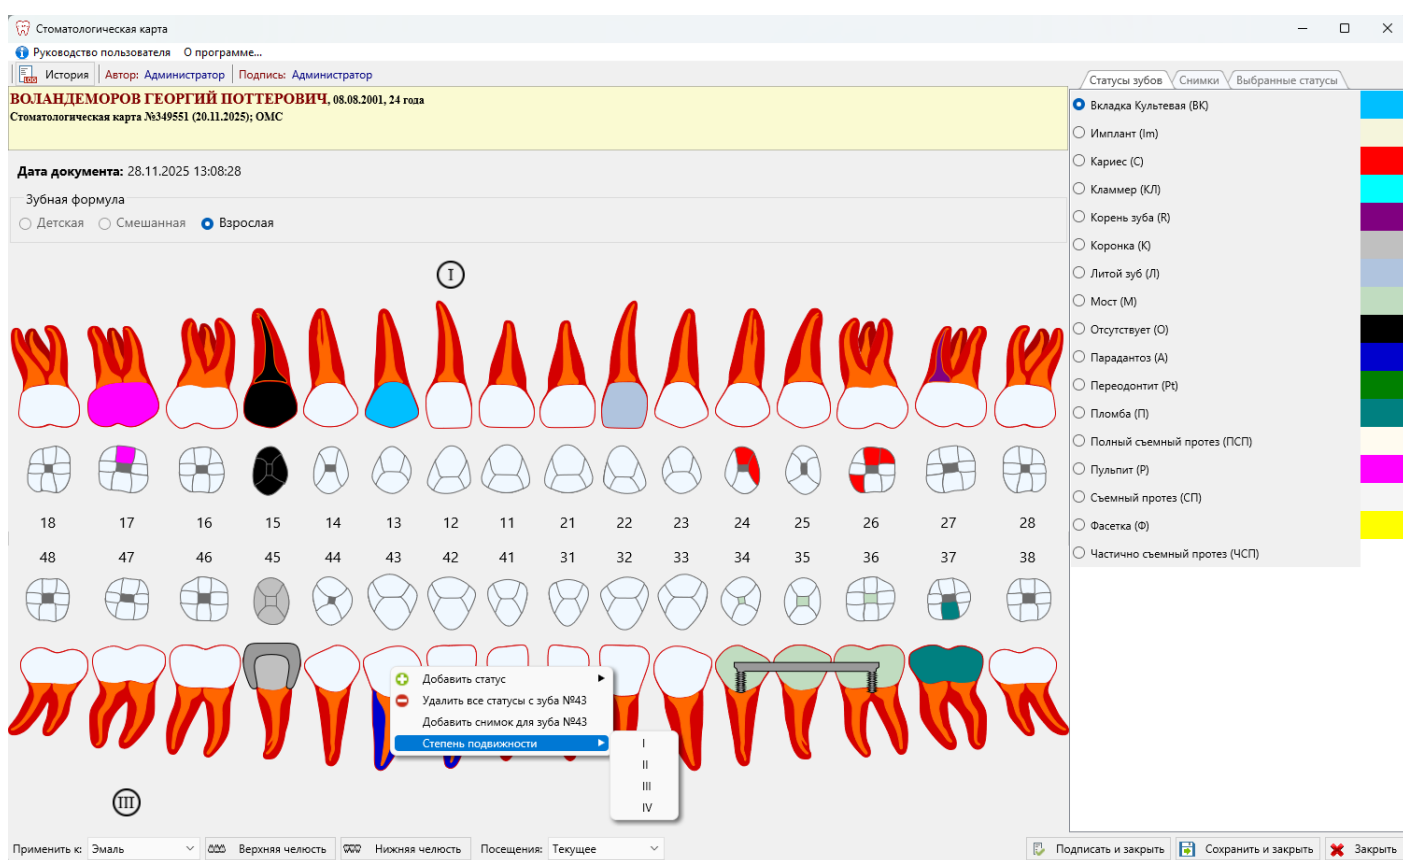 Стоматологическая карта
Руководство пользователя О программе...
История Автор: Администратор Подпись: Администратор
ВОЛАНДЕМОРОВ ГЕОРГИЙ ПОТТЕРОВИЧ, 08.08.2001, 24 года
Стоматологическая карта №349551 (20.11.2025); ОМС
Дата документа: 28.11.2025 13:08:28
Зубная формула
Детская Смешанная Взрослая
I
18 17 16 15 14 13 12 11 21 22 23 24 25 26 27 28
48 47 46 45 44 43 42 41 31 32 33 34 35 36 37 38
Добавить статус
Удалить все статусы с зуба №43
Добавить снимок для зуба №43
Степень подвижности
I
II
III
IV
III
Статусы зубов Снимки Выбранные статусы
Вкладка Культевая (ВК)
Имплант (Im)
Кариес (C)
Кламмер (КЛ)
Корень зуба (R)
Коронка (К)
Литой зуб (Л)
Мост (М)
Отсутствует (О)
Парадантоз (А)
Переодонтит (Pt)
Пломба (П)
Полный съемный протез (ПСП)
Пульпит (Р)
Съемный протез (СП)
Фасетка (Ф)
Частично съемный протез (ЧСП)
Применить к: Эмаль Верхняя челюсть Нижняя челюсть Посещения: Текущее Подписать и закрыть Сохранить и закрыть Закрыть